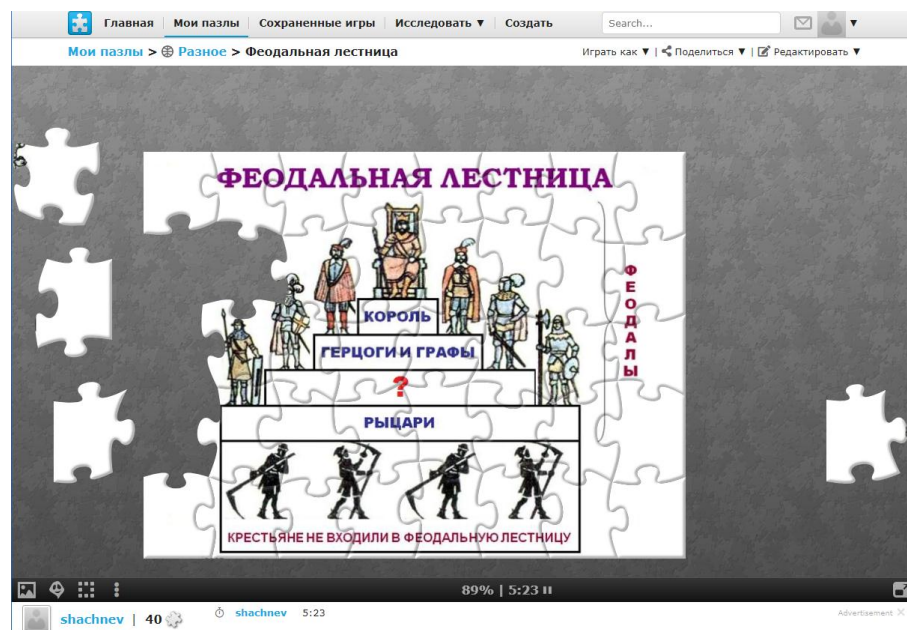 Главная Мои пазлы Сохраненные игры Исследовать ▼ Создать Search... ▼
Мои пазлы > Разное > Феодальная лестница Играть как ▼ | Поделиться ▼ | Редактировать ▼
ФЕОДАЛЬНАЯ ЛЕСТНИЦА
ФЕОДАЛЫ
КОРОЛЬ
ГЕРЦОГИ И ГРАФЫ
?
РЫЦАРИ
КРЕСТЬЯНЕ НЕ ВХОДИЛИ В ФЕОДАЛЬНУЮ ЛЕСТНИЦУ
89% | 5:23
shachnev | 40 shachnev 5:23 Advertisement X